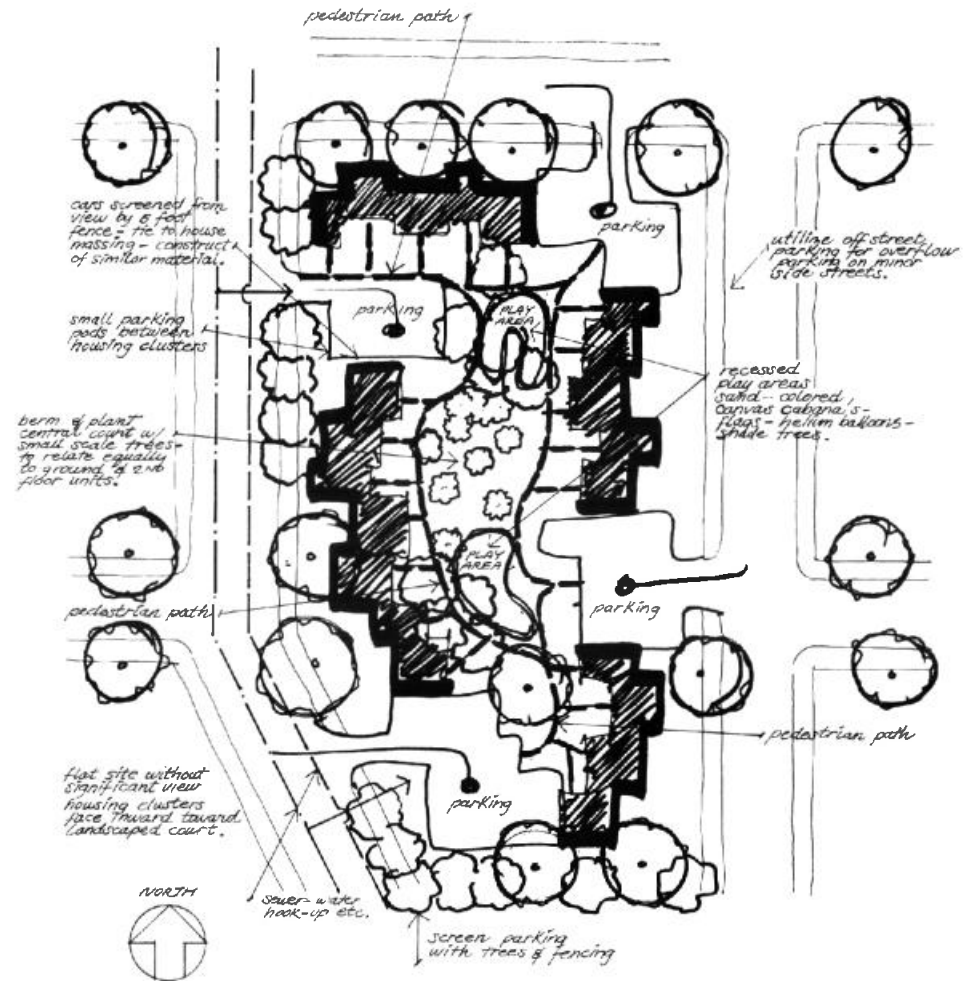 pedestrian path
cars screened from
view by 5 foot
fence - tie to house
massing - construct
of similar material.
parking
utilize off street
parking for overflow
parking on minor
side streets.
small parking
pods between
housing clusters
parking
PLAY
AREA
recessed
play areas
sand - colored,
canvas cabana's -
flags - helium balloons -
shade trees.
berm & plant
central court w/
small scale trees -
to relate equally
to ground & 2ND
floor units.
PLAY
AREA
pedestrian path
parking
pedestrian path
flat site without
significant view
housing clusters
face inward toward
landscaped court.
parking
NORTH
sewer-water
hook-up etc.
screen parking
with trees & fencing